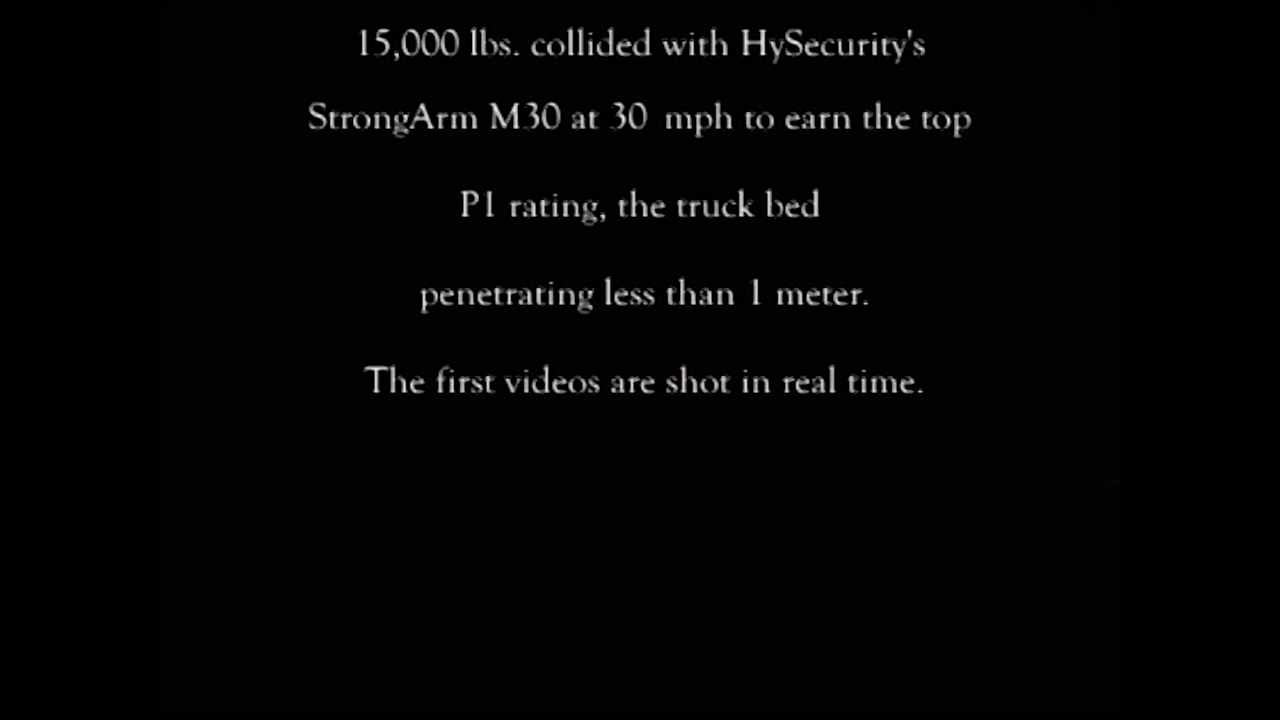 15,000 lbs. collided with HySecurity's
StrongArm M30 at 30 mph to earn the top
P1 rating, the truck bed
penetrating less than 1 meter.
The first videos are shot in real time.